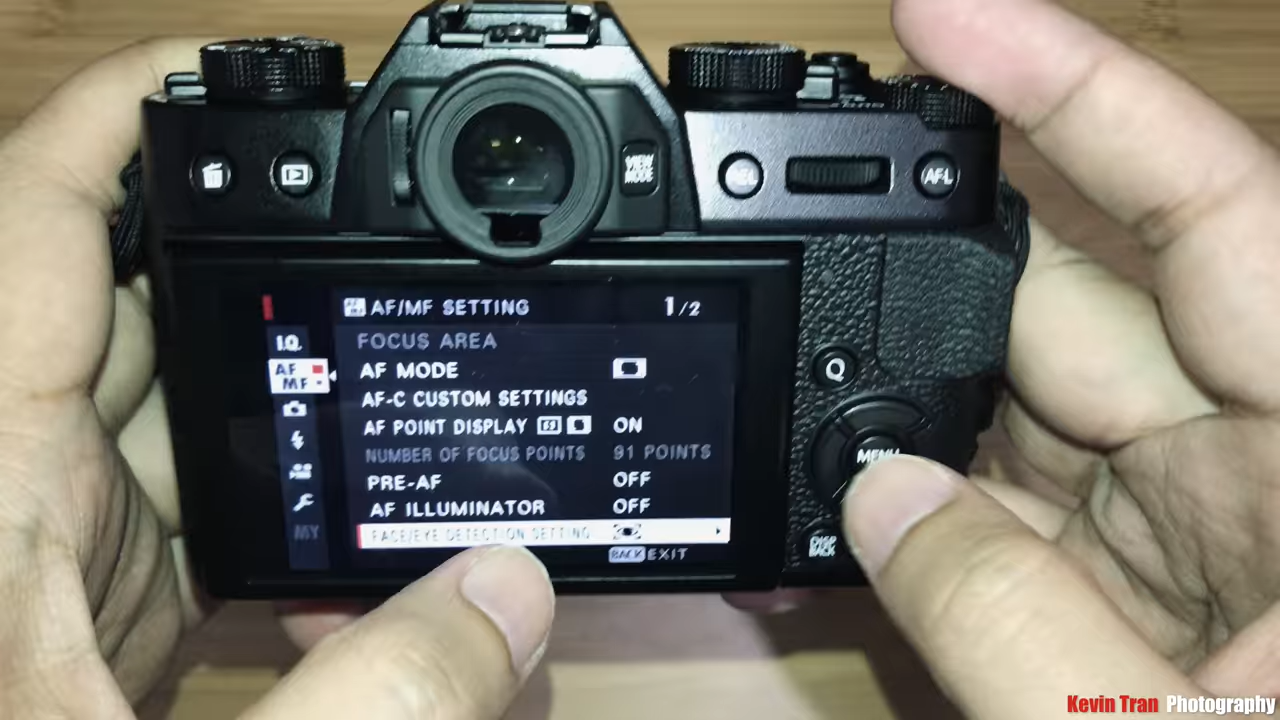 VIEW
MODE
DEL
AF-L
AF/MF SETTING 1/2
I.Q.
FOCUS AREA
AF
MF
AF MODE
AF-C CUSTOM SETTINGS
AF POINT DISPLAY ON
NUMBER OF FOCUS POINTS 91 POINTS
PRE-AF OFF
AF ILLUMINATOR OFF
MY
FACE/EYE DETECTION SETTING
BACK EXIT
Q
MENU
DISP
BACK
Kevin Tran Photography